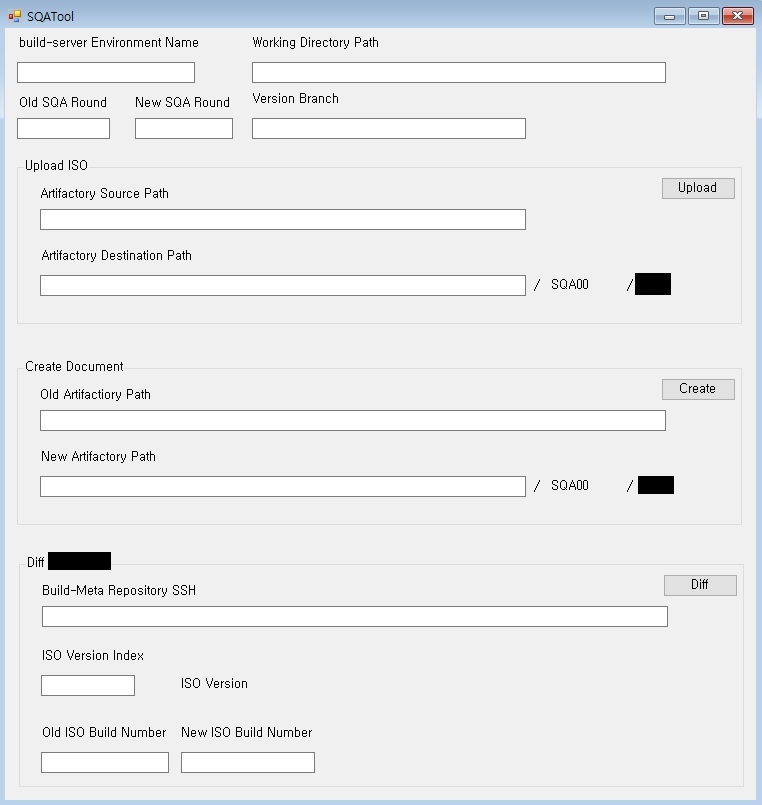 SQATool
build-server Environment Name
Working Directory Path
Old SQA Round
New SQA Round
Version Branch
Upload ISO
Upload
Artifactory Source Path
Artifactory Destination Path
/ SQA00 /
Create Document
Create
Old Artifactiory Path
New Artifactory Path
/ SQA00 /
Diff
Diff
Build-Meta Repository SSH
ISO Version Index
ISO Version
Old ISO Build Number
New ISO Build Number